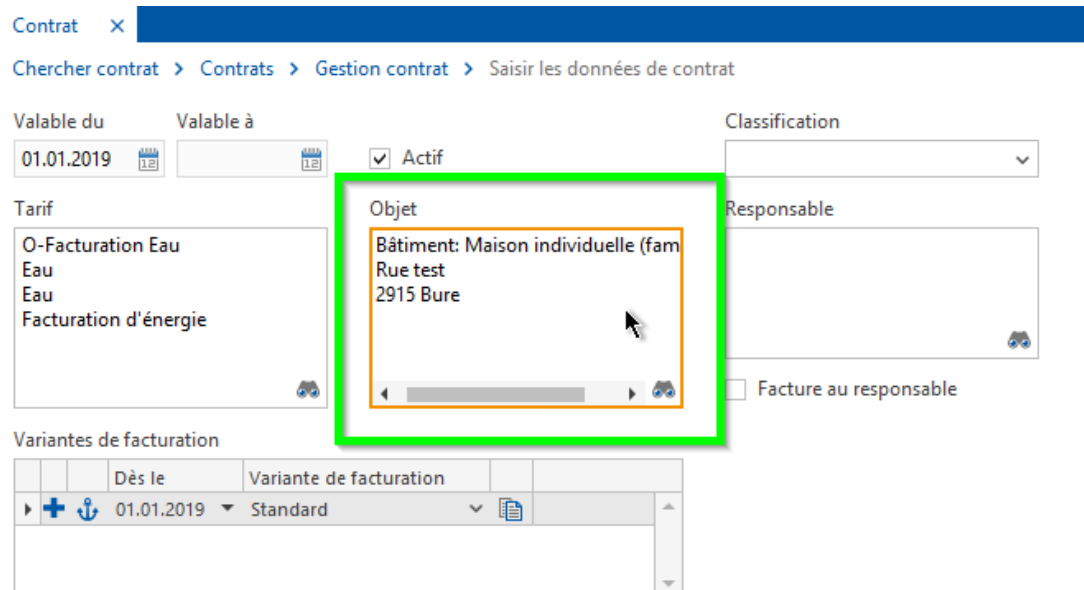 Contrat
Chercher contrat > Contrats > Gestion contrat > Saisir les données de contrat
Valable du Valable à Classification
01.01.2019 Actif
Tarif Objet Responsable
O-Facturation Eau
Eau
Eau
Facturation d'énergie
Bâtiment: Maison individuelle (fam
Rue test
2915 Bure
Facture au responsable
Variantes de facturation
Dès le Variante de facturation
01.01.2019 Standard